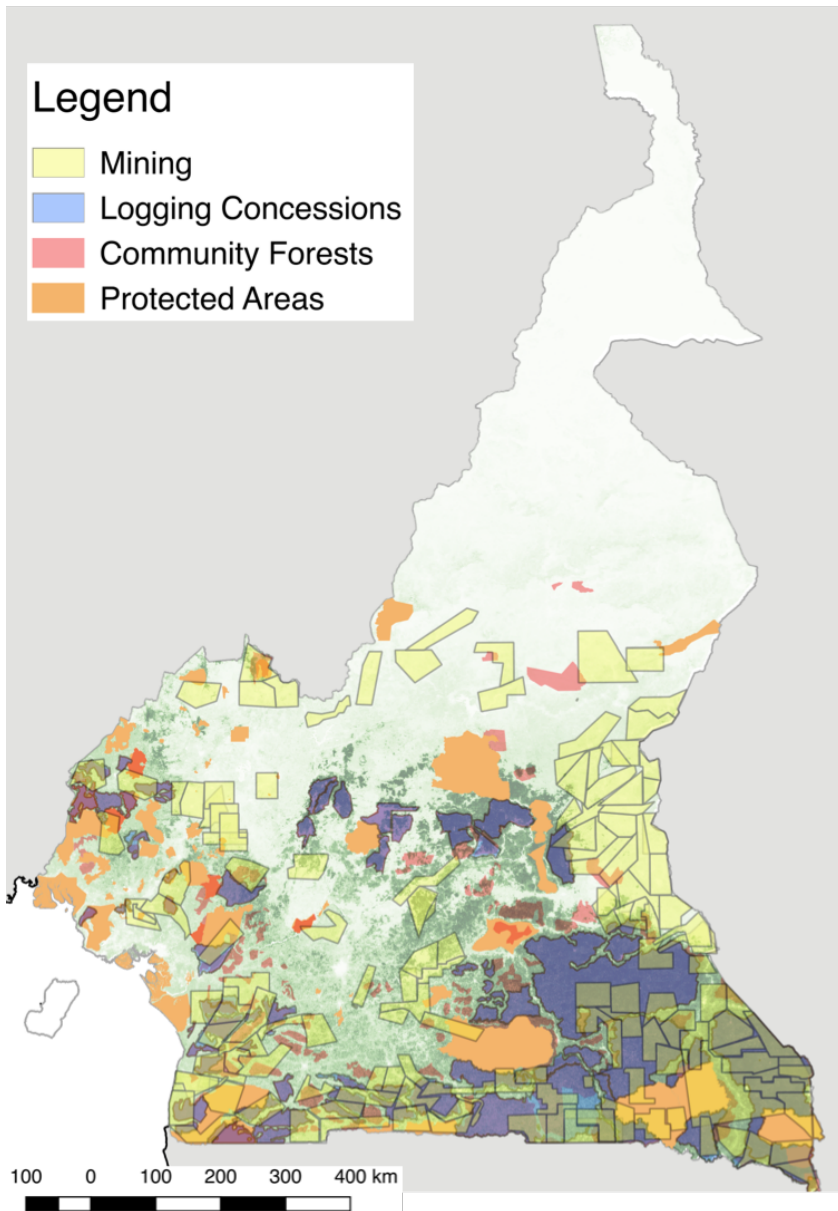 Legend
Mining
Logging Concessions
Community Forests
Protected Areas
100 0 100 200 300 400 km